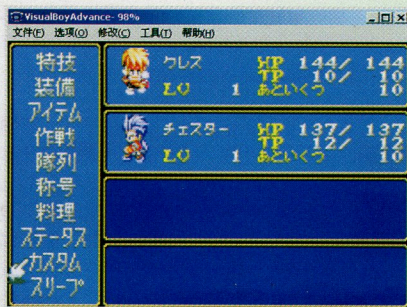 VisualBoyAdvance- 98%
文件(F) 选项(O) 修改(C) 工具(T) 帮助(H)
特技
装備
アイテム
作戦
隊列
称号
料理
ステータス
カスタム
スリープ
クレス HP 144/ 144
TP 10/ 10
LV 1 あといくつ 10
チェスター HP 137/ 137
TP 12/ 12
LV 1 あといくつ 10